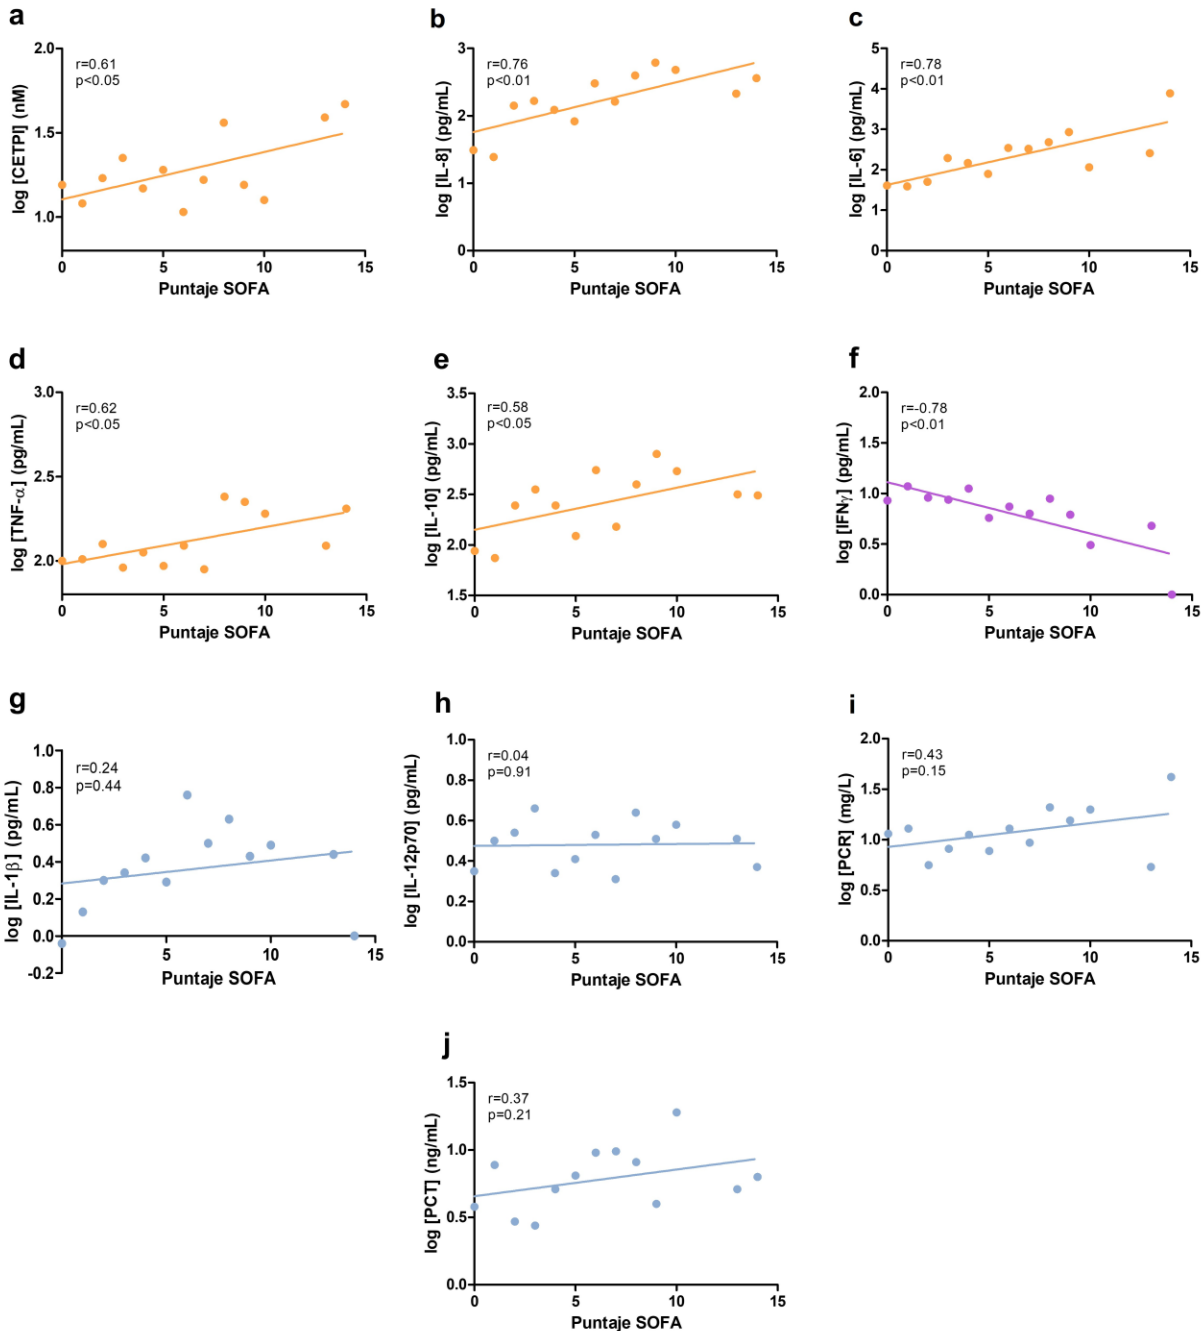 a
r=0.61
p<0.05
log [CETPI] (nM)
2.0
1.5
1.0
0
5
10
15
Puntaje SOFA
b
r=0.76
p<0.01
log [IL-8] (pg/mL)
3
2
1
0
0
5
10
15
Puntaje SOFA
c
r=0.78
p<0.01
log [IL-6] (pg/mL)
5
4
3
2
1
0
0
5
10
15
Puntaje SOFA
d
r=0.62
p<0.05
log [TNF-α] (pg/mL)
3.0
2.5
2.0
0
5
10
15
Puntaje SOFA
e
r=0.58
p<0.05
log [IL-10] (pg/mL)
3.5
3.0
2.5
2.0
1.5
0
5
10
15
Puntaje SOFA
f
r=-0.78
p<0.01
log [IFNγ] (pg/mL)
2.0
1.5
1.0
0.5
0.0
0
5
10
15
Puntaje SOFA
g
r=0.24
p=0.44
log [IL-1β] (pg/mL)
1.0
0.8
0.6
0.4
0.2
0.0
-0.2
5
10
15
Puntaje SOFA
h
r=0.04
p=0.91
log [IL-12p70] (pg/mL)
1.0
0.8
0.6
0.4
0.2
0.0
0
5
10
15
Puntaje SOFA
i
r=0.43
p=0.15
log [PCR] (mg/L)
2.0
1.5
1.0
0.5
0.0
0
5
10
15
Puntaje SOFA
j
r=0.37
p=0.21
log [PCT] (ng/mL)
1.5
1.0
0.5
0.0
0
5
10
15
Puntaje SOFA